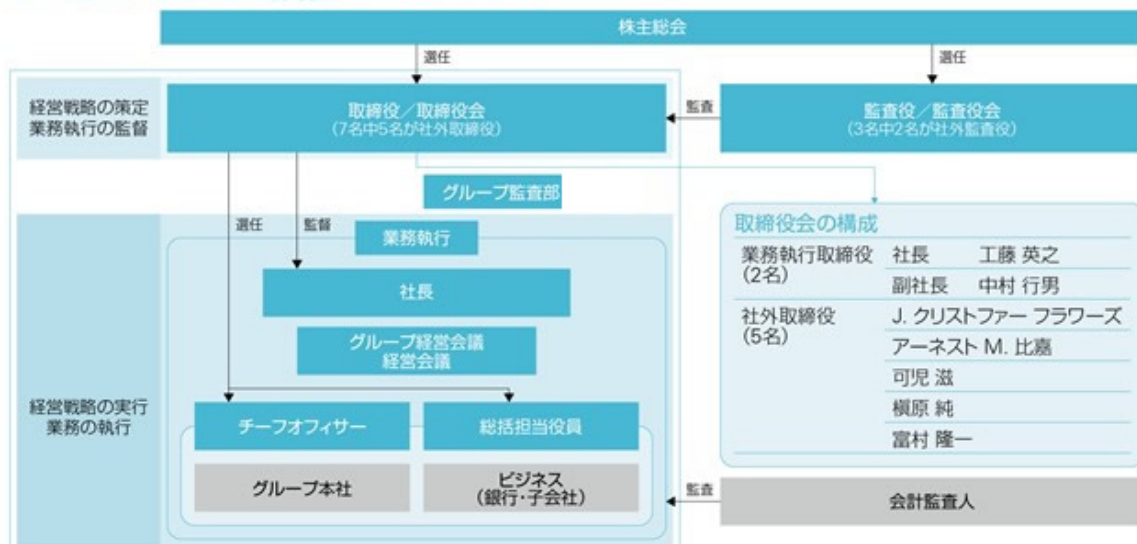 株主総会
選任
選任
経営戦略の策定
業務執行の監督
取締役／取締役会
(7名中5名が社外取締役)
監査
監査役／監査役会
(3名中2名が社外監査役)
グループ監査部
選任
監督
業務執行
社長
グループ経営会議
経営会議
経営戦略の実行
業務の執行
チーフオフィサー
総括担当役員
グループ本社
ビジネス
(銀行・子会社)
取締役会の構成
業務執行取締役
(2名)
社長 工藤 英之
副社長 中村 行男
社外取締役
(5名)
J. クリストファー フラワーズ
アーネスト M. 比嘉
可児 滋
槇原 純
富村 隆一
監査
会計監査人